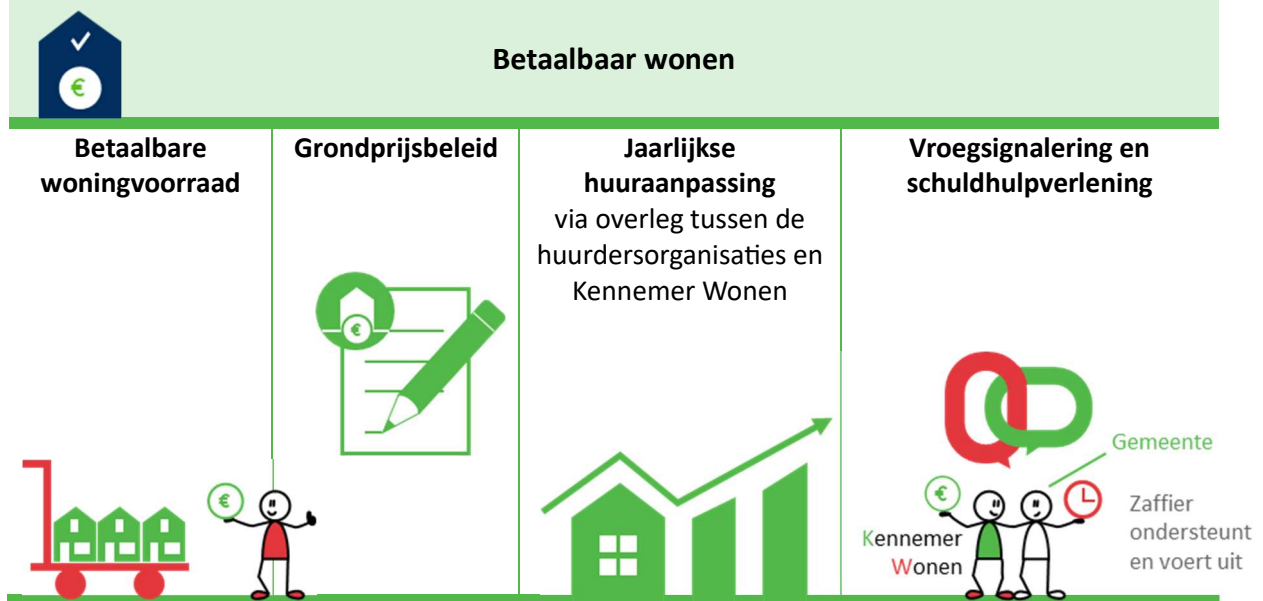 Betaalbaar wonen
Betaalbare
woningvoorraad
Grondprijsbeleid
Jaarlijkse
huuraanpassing
via overleg tussen de
huurdersorganisaties en
Kennemer Wonen
Vroegsignalering en
schuldhulpverlening
Gemeente
Kennemer
Wonen
Zaffier
ondersteunt
en voert uit
€
€
€
€